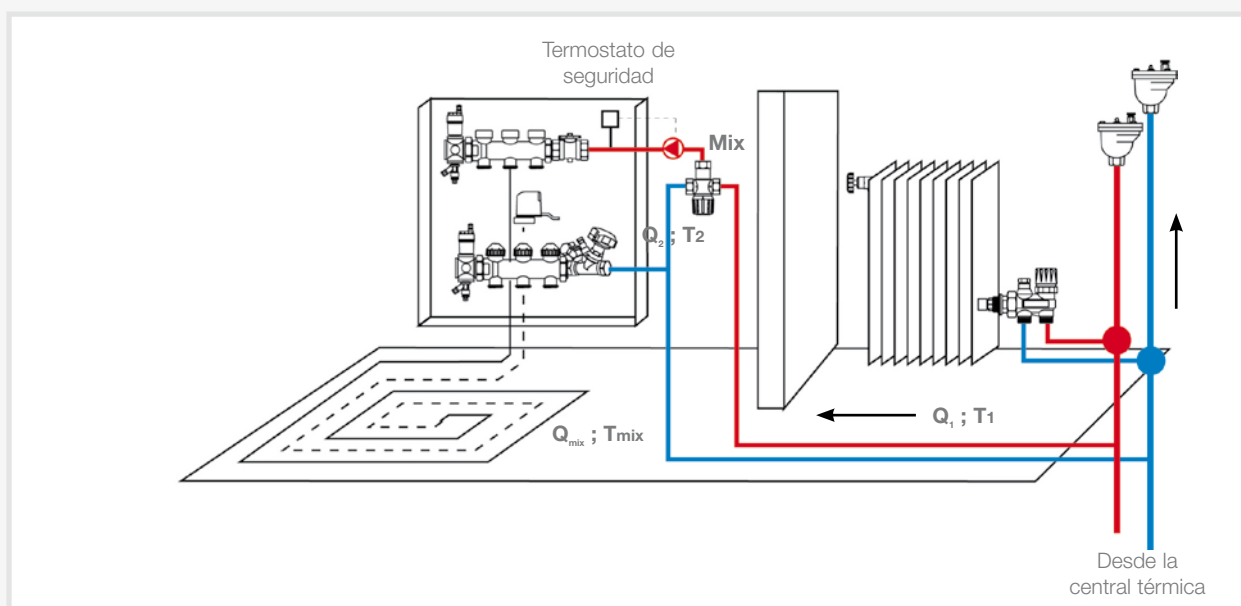 Termostato de
seguridad
Mix
Q2 ; T2
Q1 ; T1
Qmix ; Tmix
Desde la
central térmica